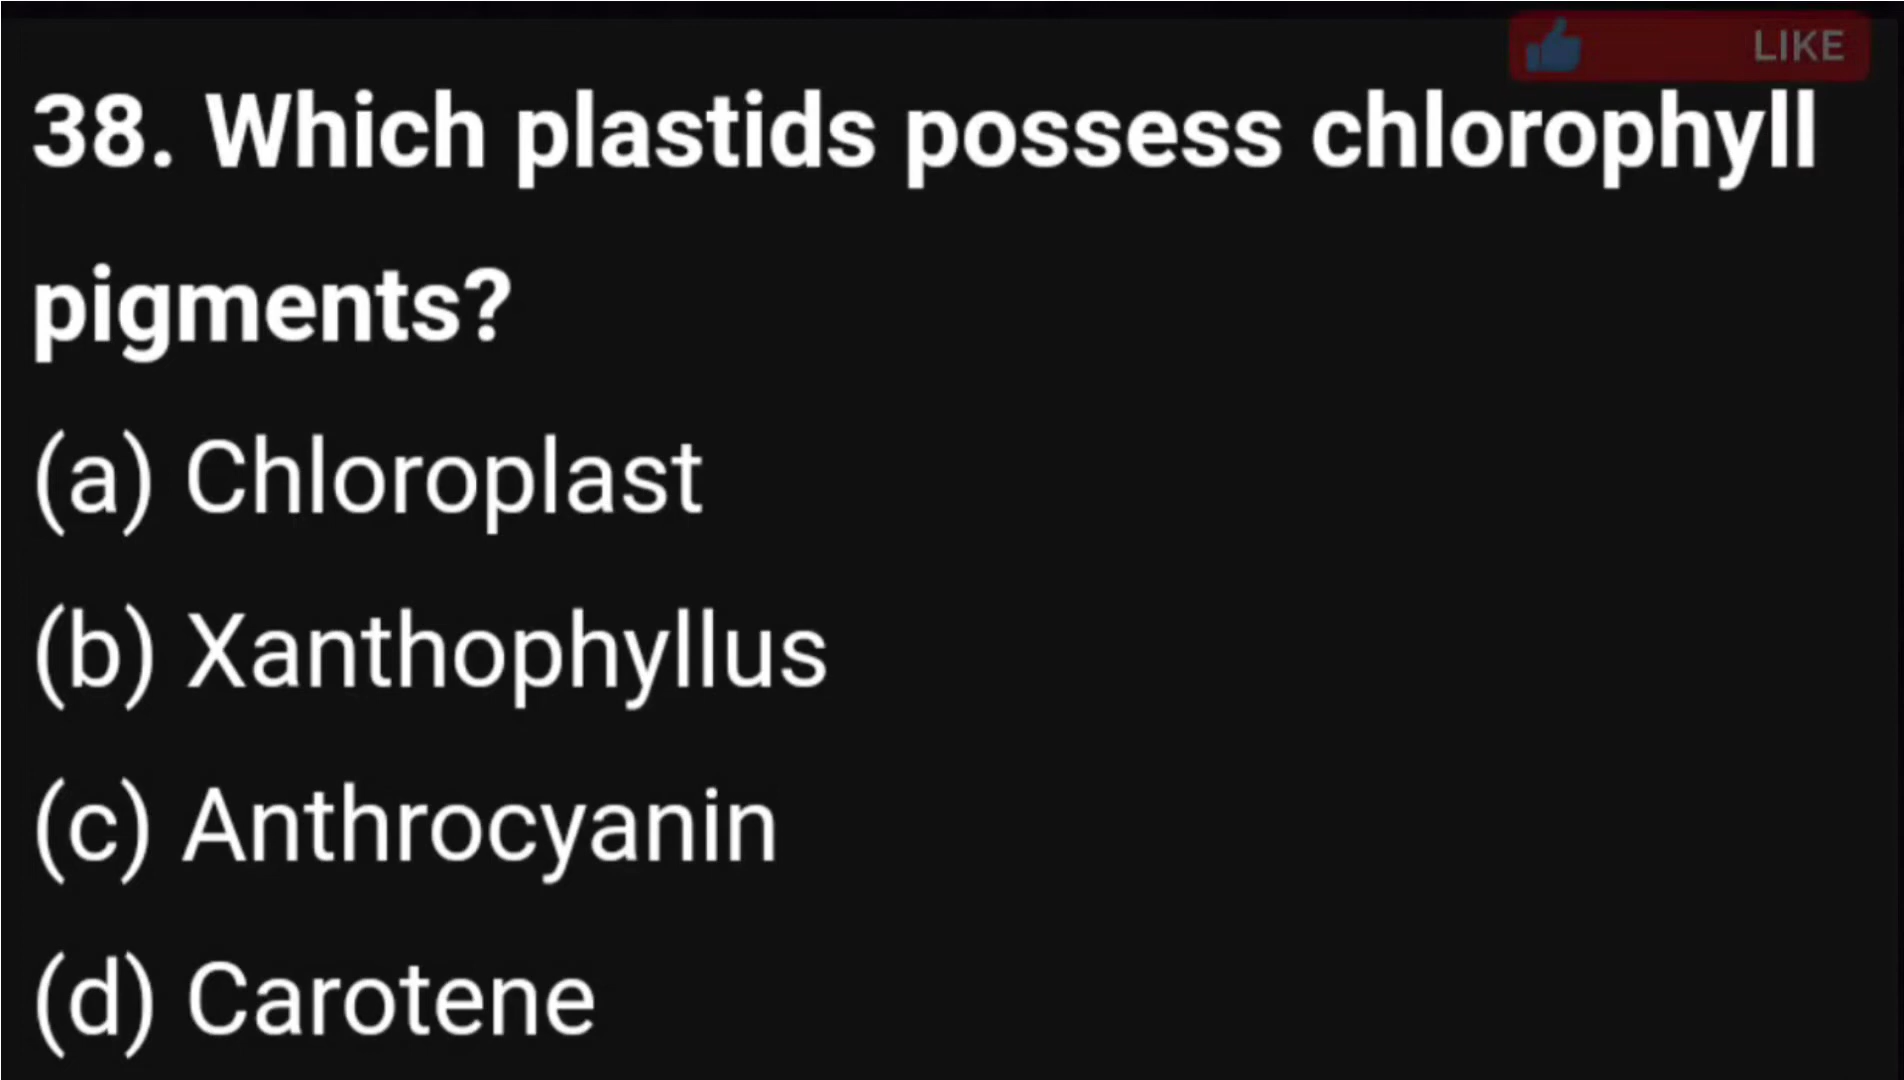 LIKE
38. Which plastids possess chlorophyll
pigments?
(a) Chloroplast
(b) Xanthophyllus
(c) Anthrocyanin
(d) Carotene